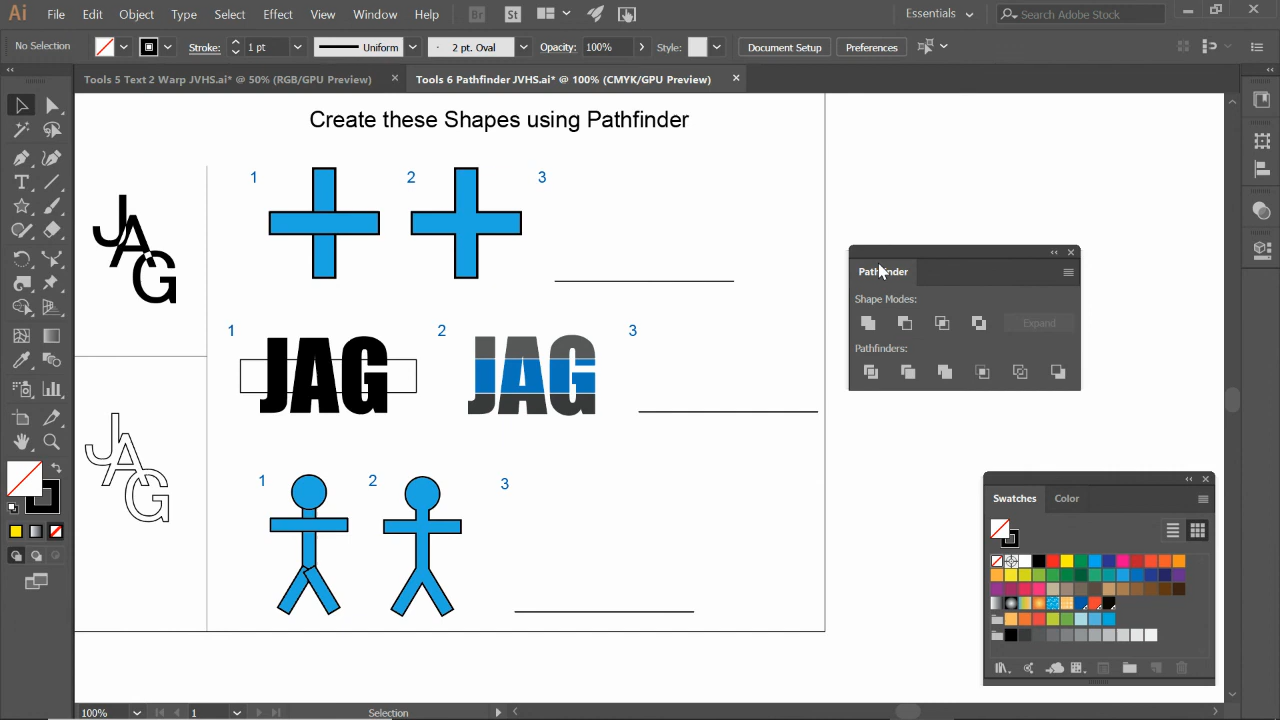 Ai File Edit Object Type Select Effect View Window Help Br St Essentials Search Adobe Stock
No Selection Stroke: 1 pt Uniform 2 pt. Oval Opacity: 100% Style: Document Setup Preferences
Tools 5 Text 2 Warp JVHS.ai* @ 50% (RGB/GPU Preview) Tools 6 Pathfinder JVHS.ai* @ 100% (CMYK/GPU Preview)
Create these Shapes using Pathfinder
1 2 3
JAG
Pathfinder
Shape Modes:
Expand
Pathfinders:
1 2 3
JAG JAG
JAG
1 2 3
Swatches Color
100% 1 Selection